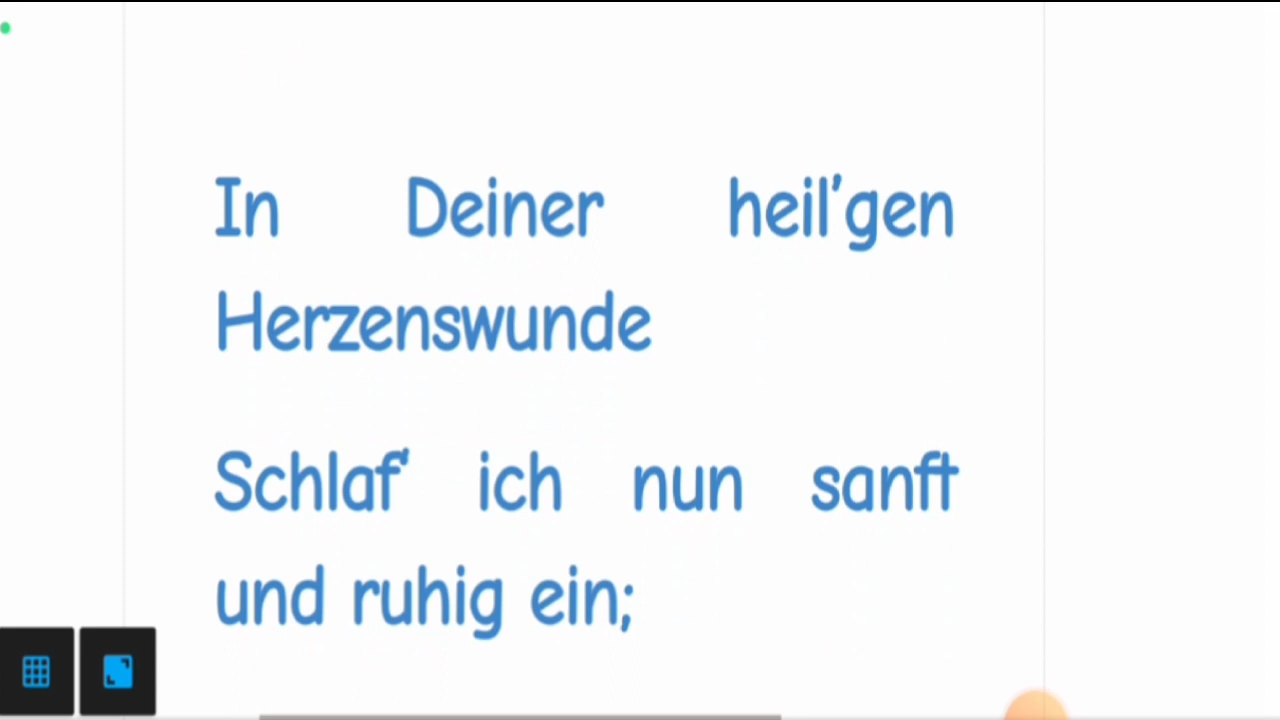 In Deiner heil'gen
Herzenswunde
Schlaf' ich nun sanft
und ruhig ein;